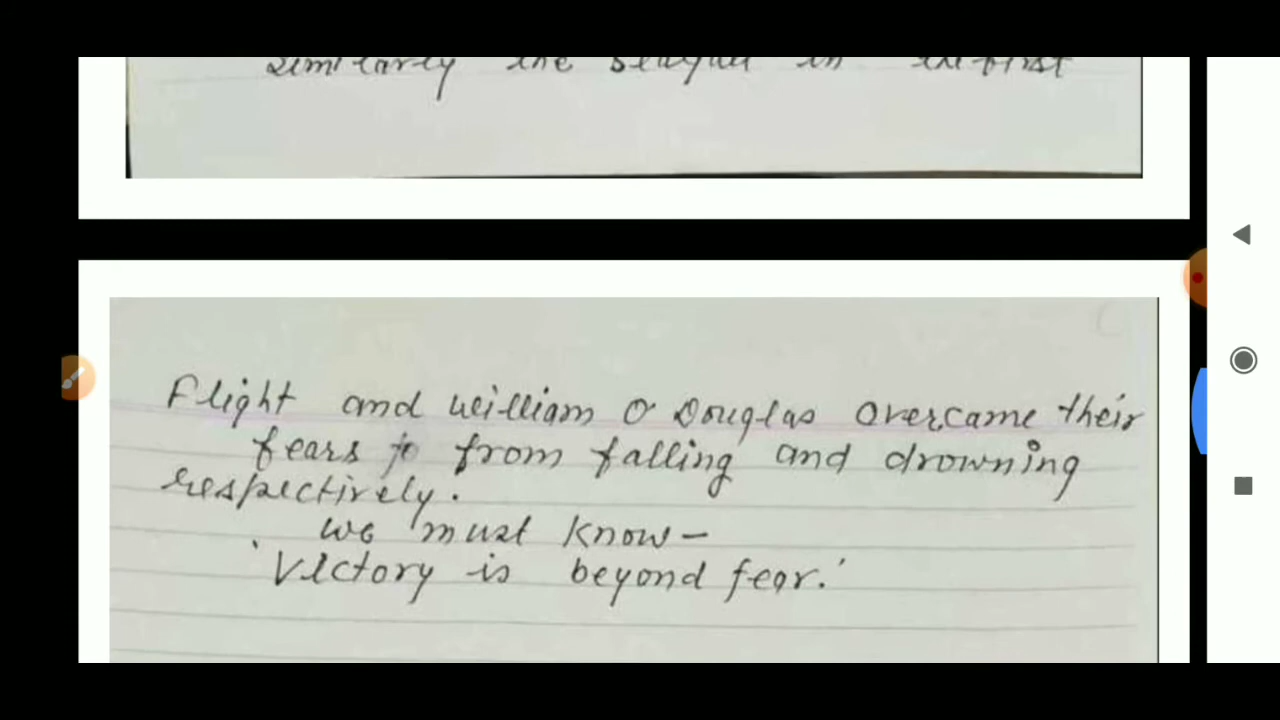 Similarly the seagull in the first
Flight and William O Douglas overcame their
fears from falling and drowning
respectively.
we must know-
'Victory is beyond fear.'